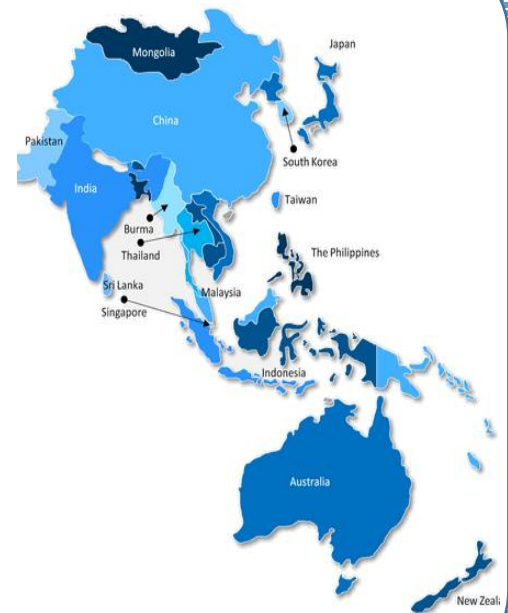 Japan
Mongolia
China
Pakistan
South Korea
India
Taiwan
Burma
The Philippines
Thailand
Sri Lanka
Malaysia
Singapore
Indonesia
Australia
New Zeal